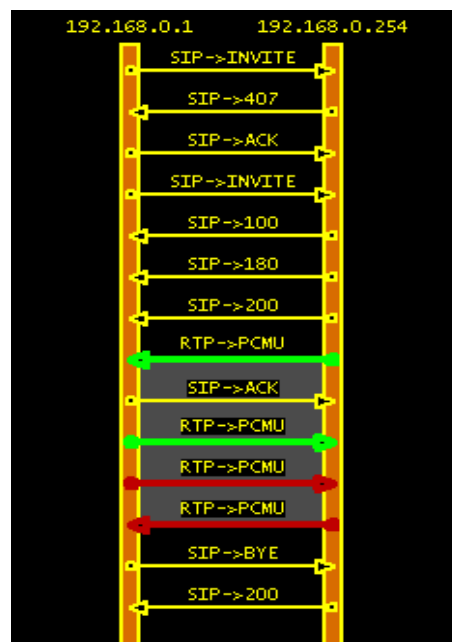 192.168.0.1 192.168.0.254
SIP->INVITE
SIP->407
SIP->ACK
SIP->INVITE
SIP->100
SIP->180
SIP->200
RTP->PCMU
SIP->ACK
RTP->PCMU
RTP->PCMU
RTP->PCMU
SIP->BYE
SIP->200